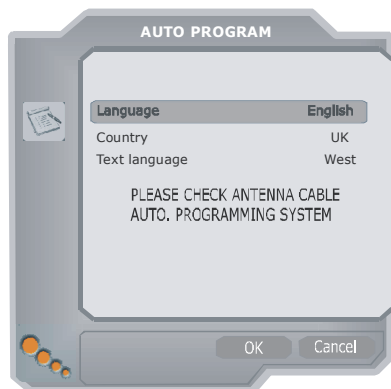 AUTO PROGRAM
Language English
Country UK
Text language West
PLEASE CHECK ANTENNA CABLE
AUTO. PROGRAMMING SYSTEM
OK Cancel